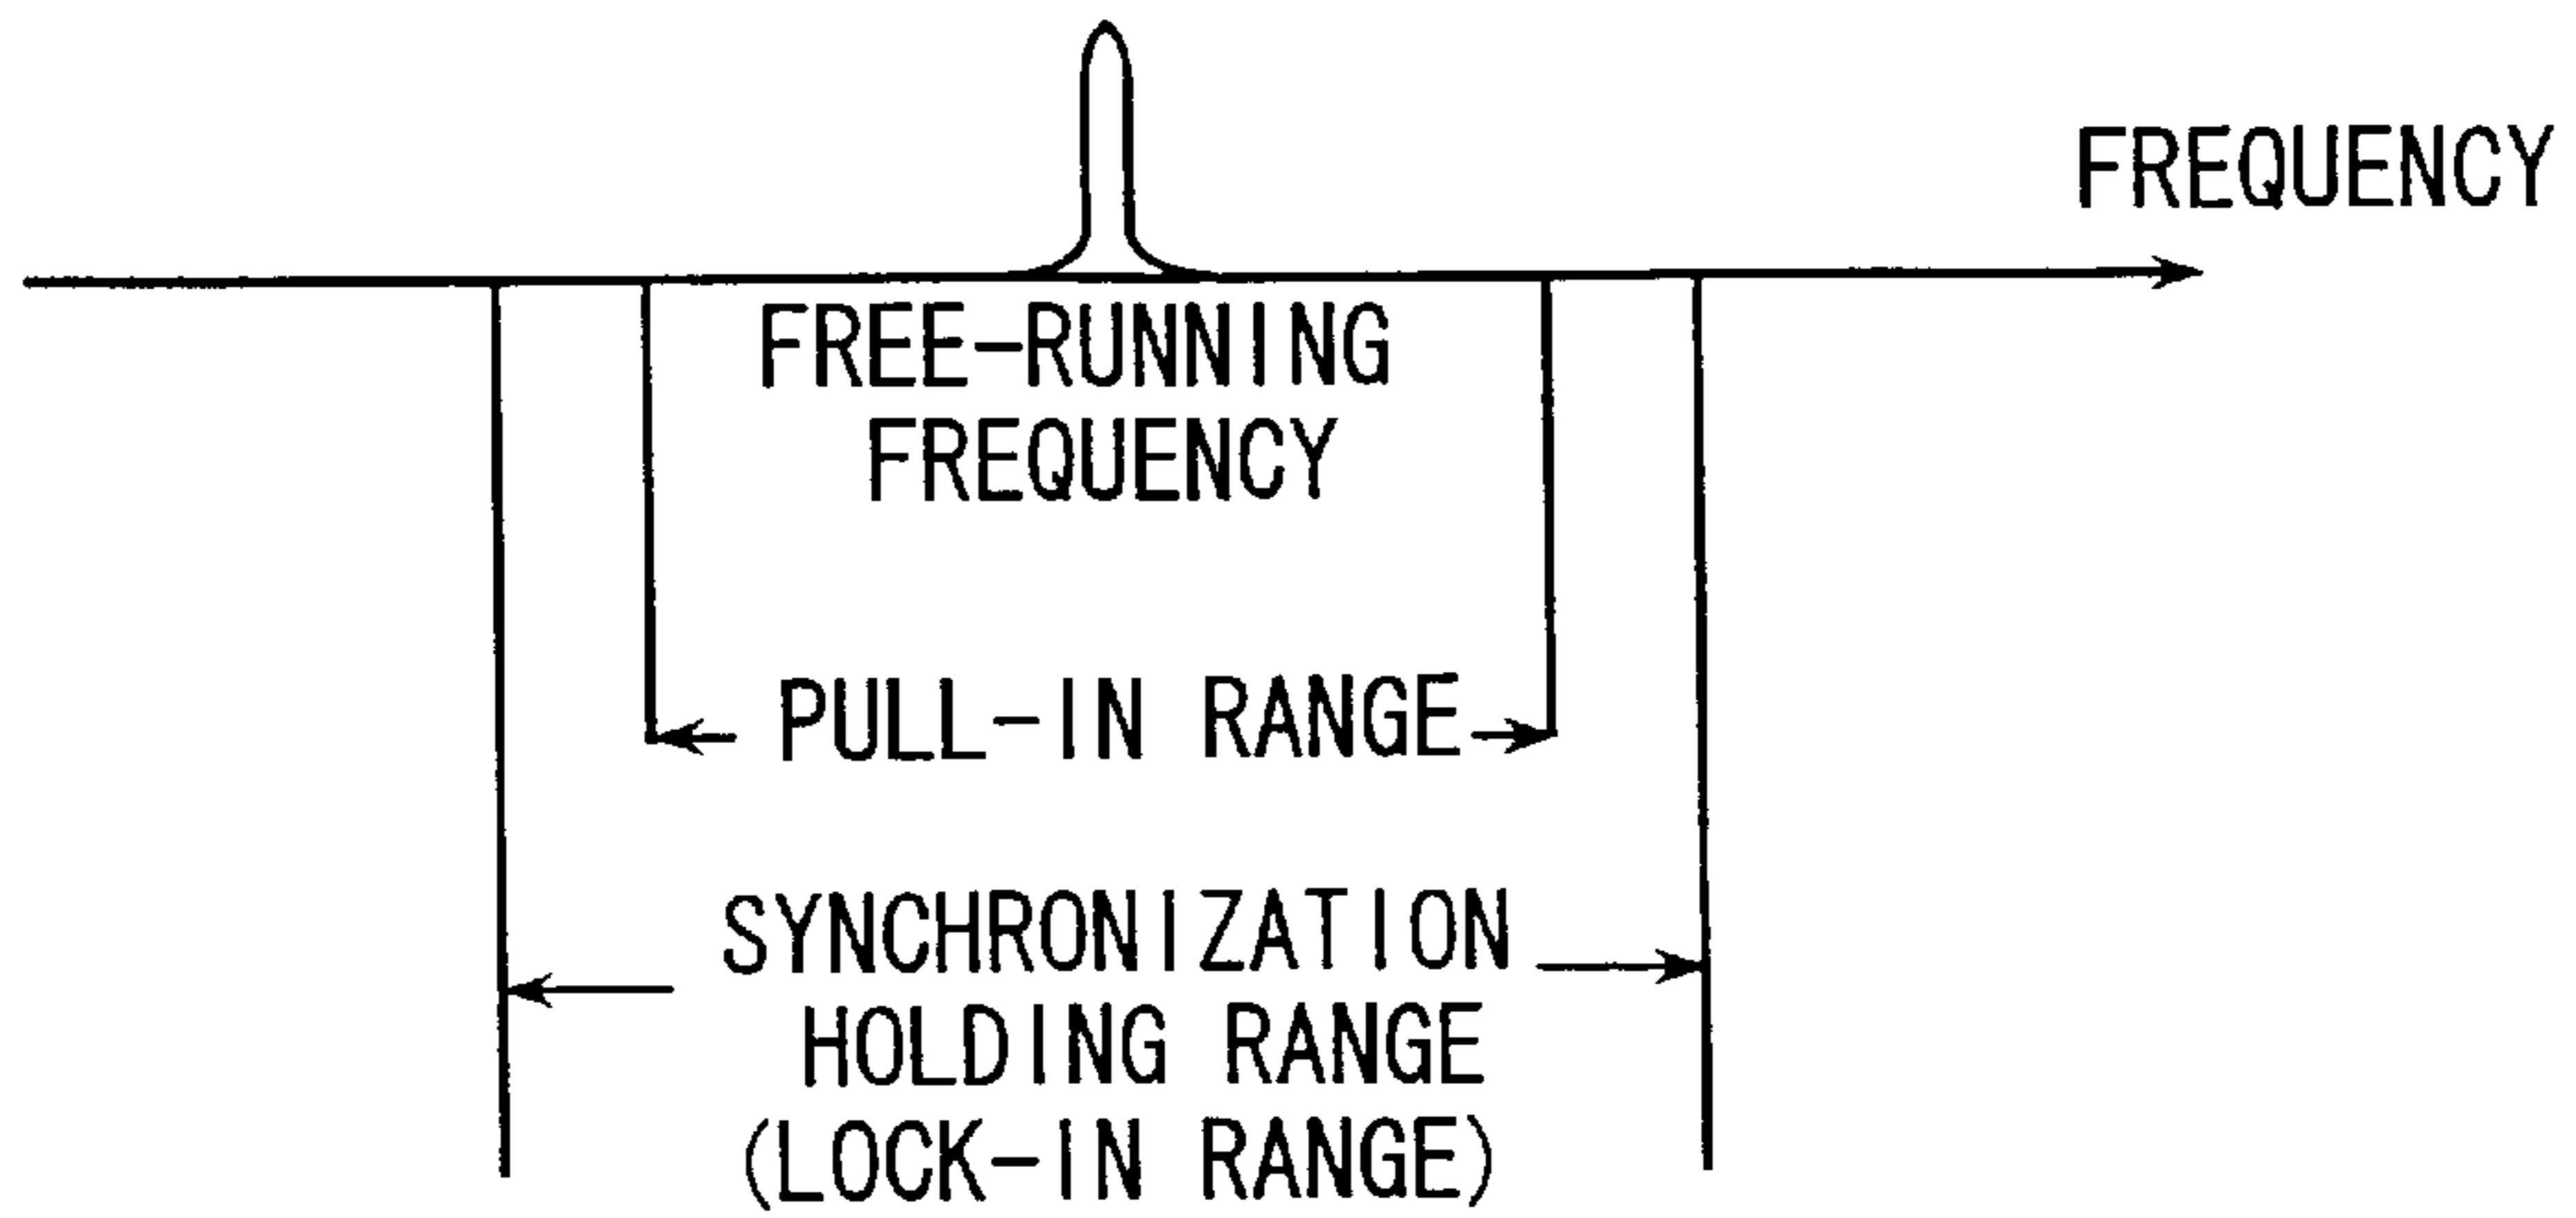 FREQUENCY
FREE-RUNNING
FREQUENCY
PULL-IN RANGE
SYNCHRONIZATION
HOLDING RANGE
(LOCK-IN RANGE)